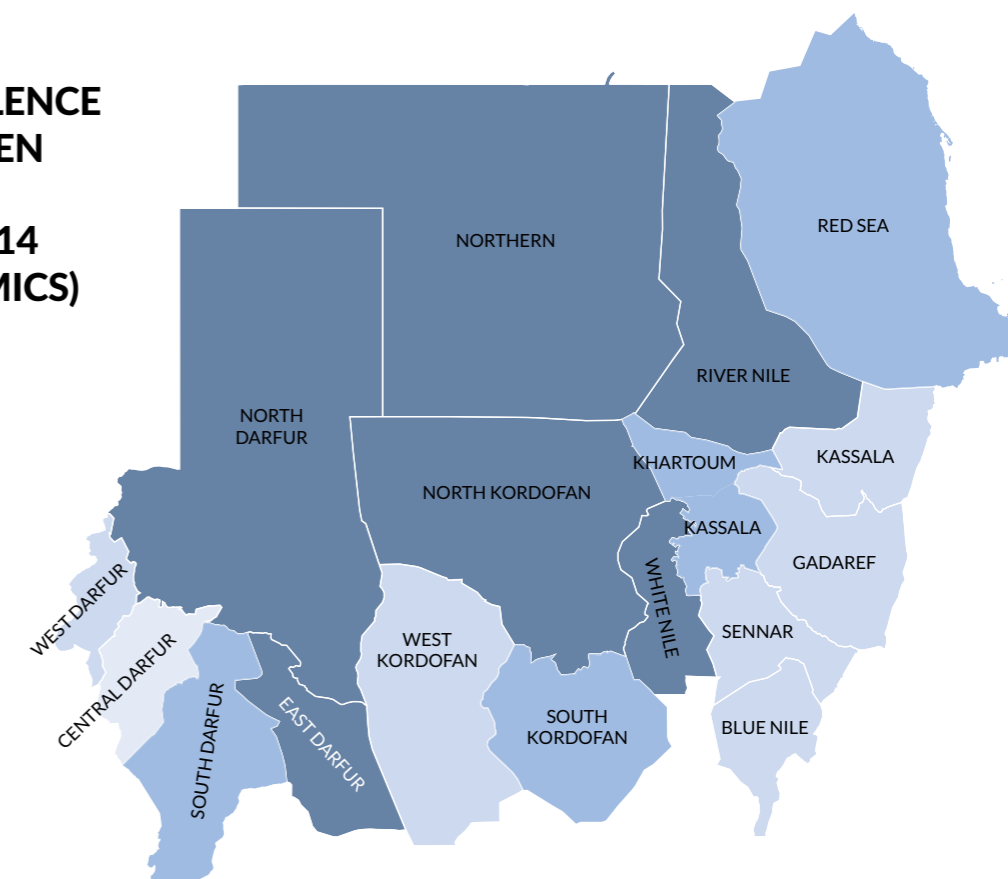 LENCE
EN
14
MICS)
RED SEA
NORTHERN
RIVER NILE
NORTH
DARFUR
KHARTOUM
KASSALA
NORTH KORDOFAN
KASSALA
GADAREF
WHITE NILE
WEST DARFUR
SENNAR
WEST
KORDOFAN
CENTRAL DARFUR
SOUTH DARFUR
EAST DARFUR
SOUTH
KORDOFAN
BLUE NILE